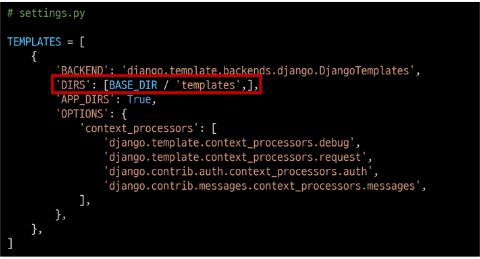 # settings.py
TEMPLATES = [
    {
        'BACKEND': 'django.template.backends.django.DjangoTemplates',
        'DIRS': [BASE_DIR / 'templates',],
        'APP_DIRS': True,
        'OPTIONS': {
            'context_processors': [
                'django.template.context_processors.debug',
                'django.template.context_processors.request',
                'django.contrib.auth.context_processors.auth',
                'django.contrib.messages.context_processors.messages',
            ],
        },
    },
]